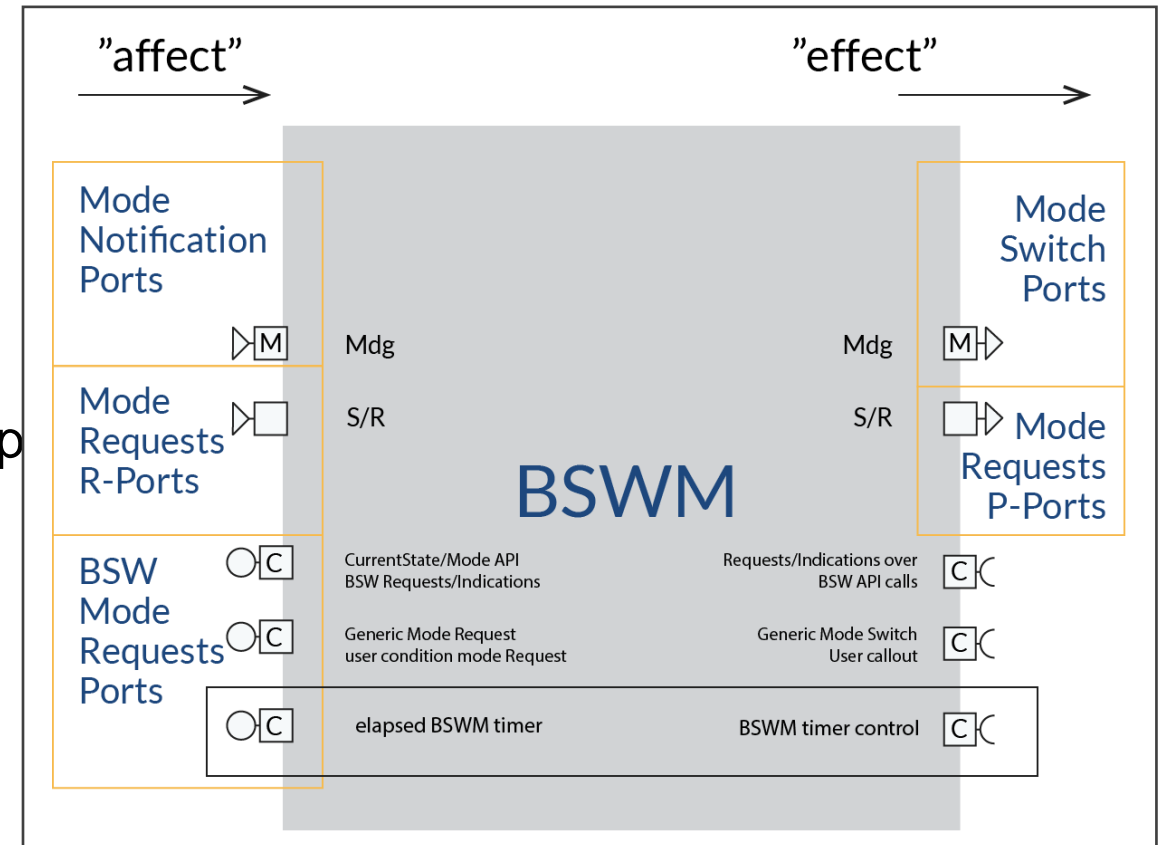 ”affect”
”effect”
Mode
Notification
Ports
M
Mdg
Mdg
M
Mode
Switch
Ports
Mode
Requests
R-Ports
S/R
S/R
Mode
Requests
P-Ports
p
BSWM
BSW
Mode
Requests
Ports
C
CurrentState/Mode API
BSW Requests/Indications
Requests/Indications over
BSW API calls
C
C
Generic Mode Request
user condition mode Request
Generic Mode Switch
User callout
C
C
elapsed BSWM timer
BSWM timer control
C